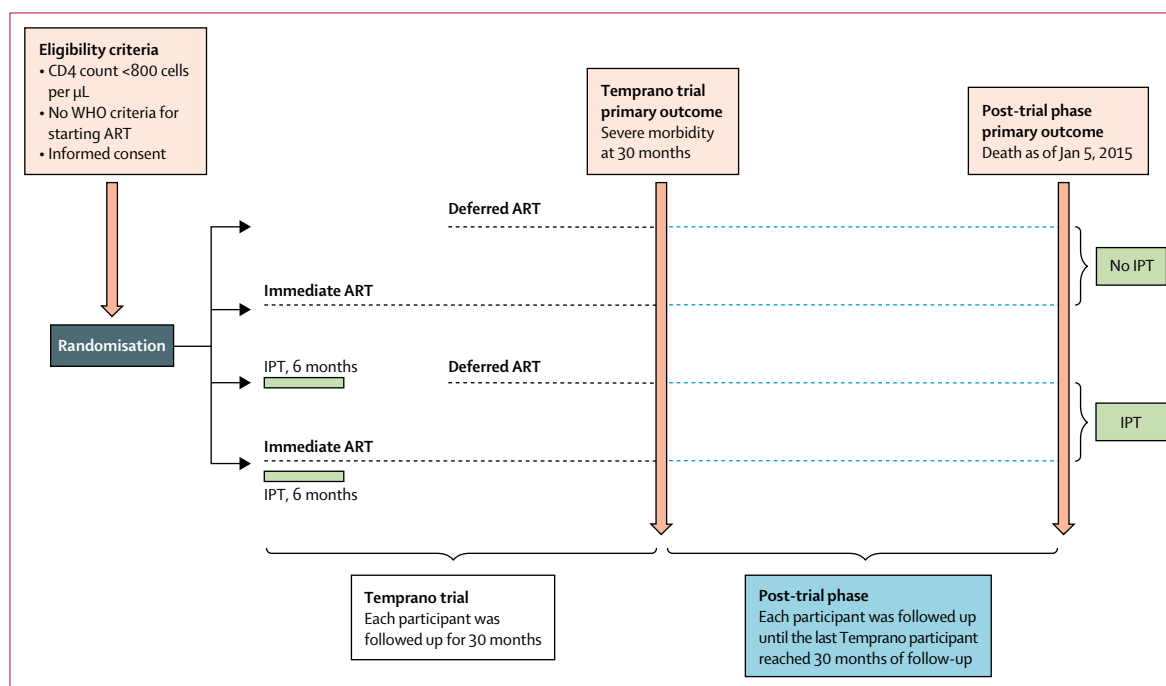 Eligibility criteria
• CD4 count <800 cells
per µL
• No WHO criteria for
starting ART
• Informed consent
Temprano trial
primary outcome
Severe morbidity
at 30 months
Post-trial phase
primary outcome
Death as of Jan 5, 2015
Deferred ART
No IPT
Immediate ART
Randomisation
IPT, 6 months
Deferred ART
IPT
Immediate ART
IPT, 6 months
Temprano trial
Each participant was
followed up for 30 months
Post-trial phase
Each participant was followed up
until the last Temprano participant
reached 30 months of follow-up